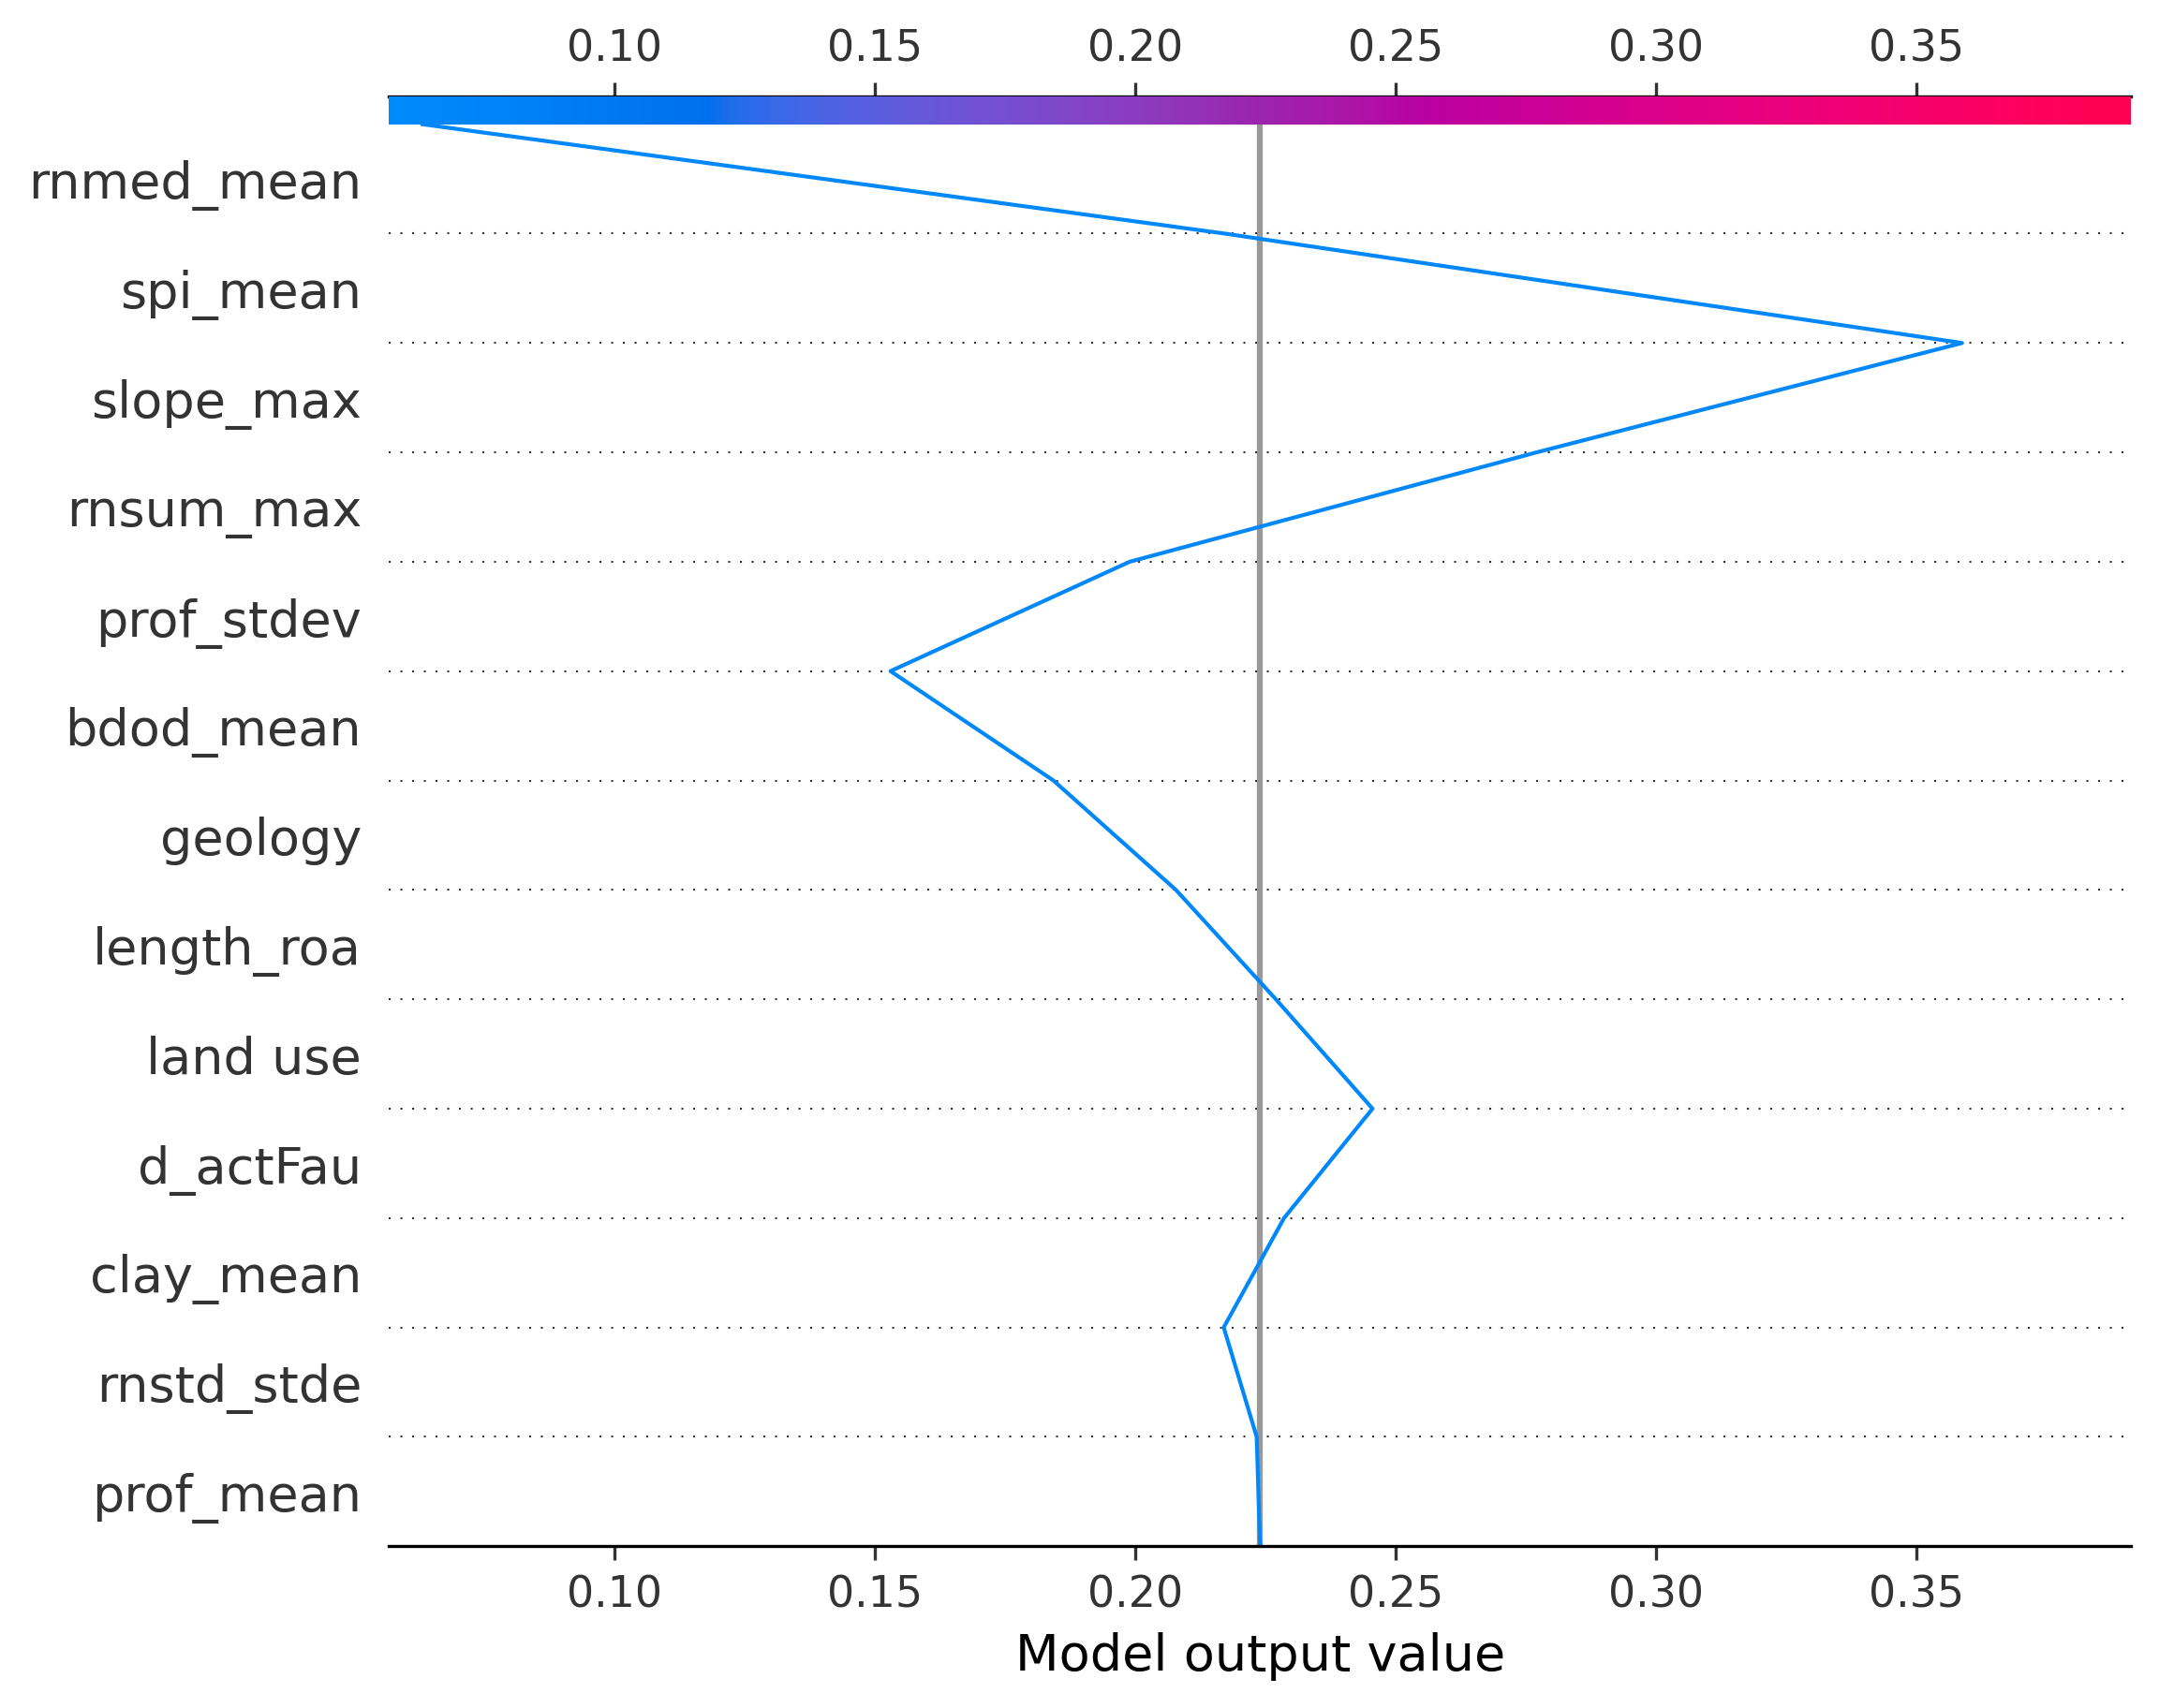 0.10 0.15 0.20 0.25 0.30 0.35
rnmed_mean
spi_mean
slope_max
rnsum_max
prof_stdev
bdod_mean
geology
length_roa
land use
d_actFau
clay_mean
rnstd_stde
prof_mean
0.10 0.15 0.20 0.25 0.30 0.35
Model output value